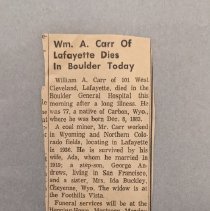 Wm. A. Carr Of
Lafayette Dies
In Boulder Today
William A. Carr of 101 West
Cleveland, Lafayette, died in the
Boulder General Hospital this
morning after a long illness. He
was 77, a native of Carbon, Wyo.,
where he was born Dec. 8, 1883.
A coal miner, Mr. Carr worked
in Wyoming and Northern Colo-
rado fields, locating in Lafayette
in 1936. He is survived by his
wife, Ada, whom he married in
1919; a step-son, George An-
drews, living in San Francisco,
and a sister, Mrs. Ida Buckley,
Cheyenne, Wyo. The widow is at
the Foothills Vista.
Funeral services will be at the